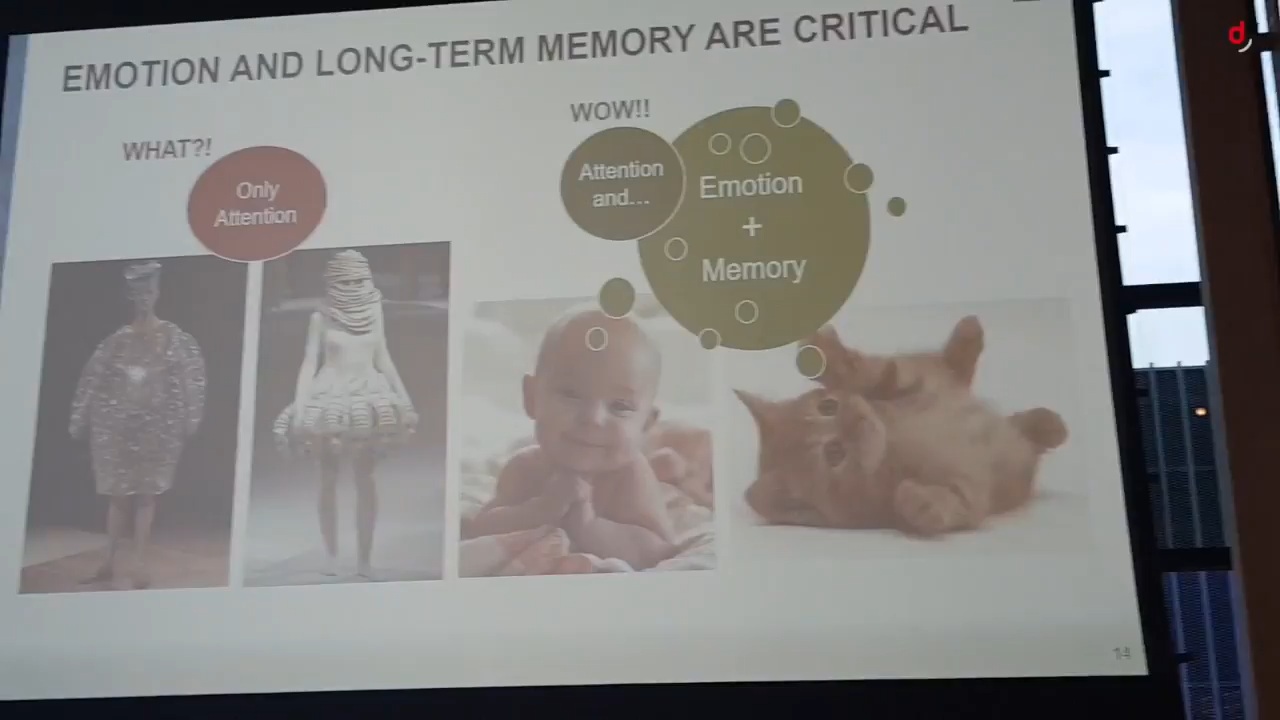 EMOTION AND LONG-TERM MEMORY ARE CRITICAL
WHAT?!
Only
Attention
WOW!!
Attention
and...
Emotion
+
Memory
14
d